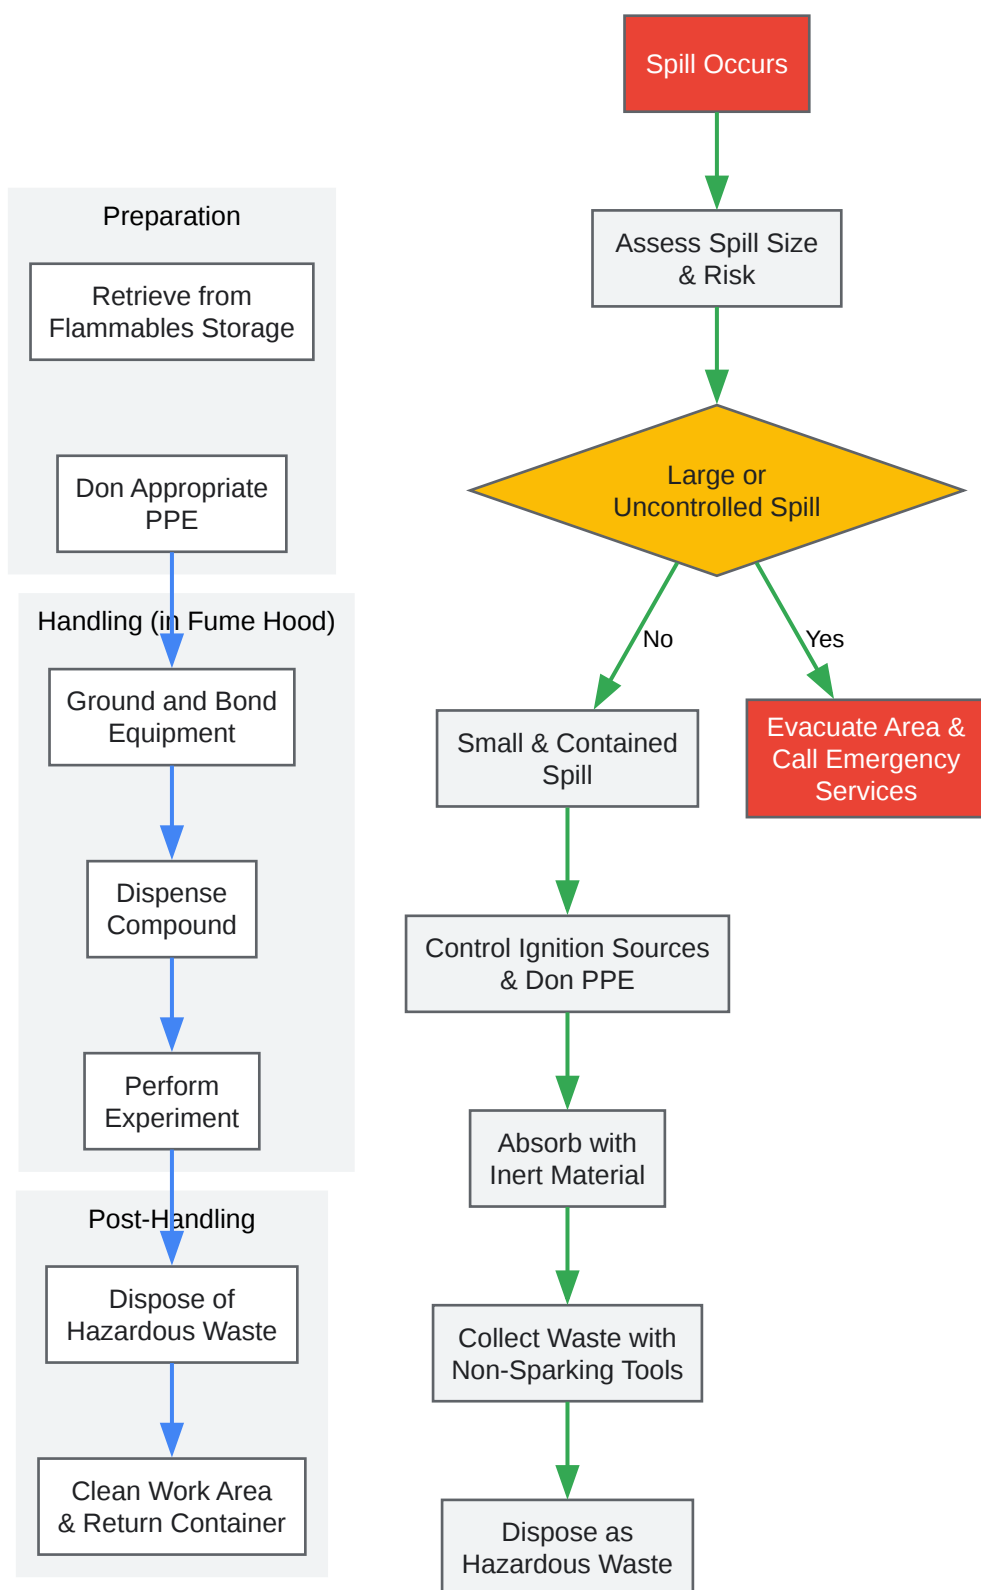 Preparation
Retrieve from
Flammables Storage
Don Appropriate
PPE
Handling (in Fume Hood)
Ground and Bond
Equipment
Dispense
Compound
Perform
Experiment
Post-Handling
Dispose of
Hazardous Waste
Clean Work Area
& Return Container
Spill Occurs
Assess Spill Size
& Risk
Large or
Uncontrolled Spill
No
Yes
Small & Contained
Spill
Evacuate Area &
Call Emergency
Services
Control Ignition Sources
& Don PPE
Absorb with
Inert Material
Collect Waste with
Non-Sparking Tools
Dispose as
Hazardous Waste